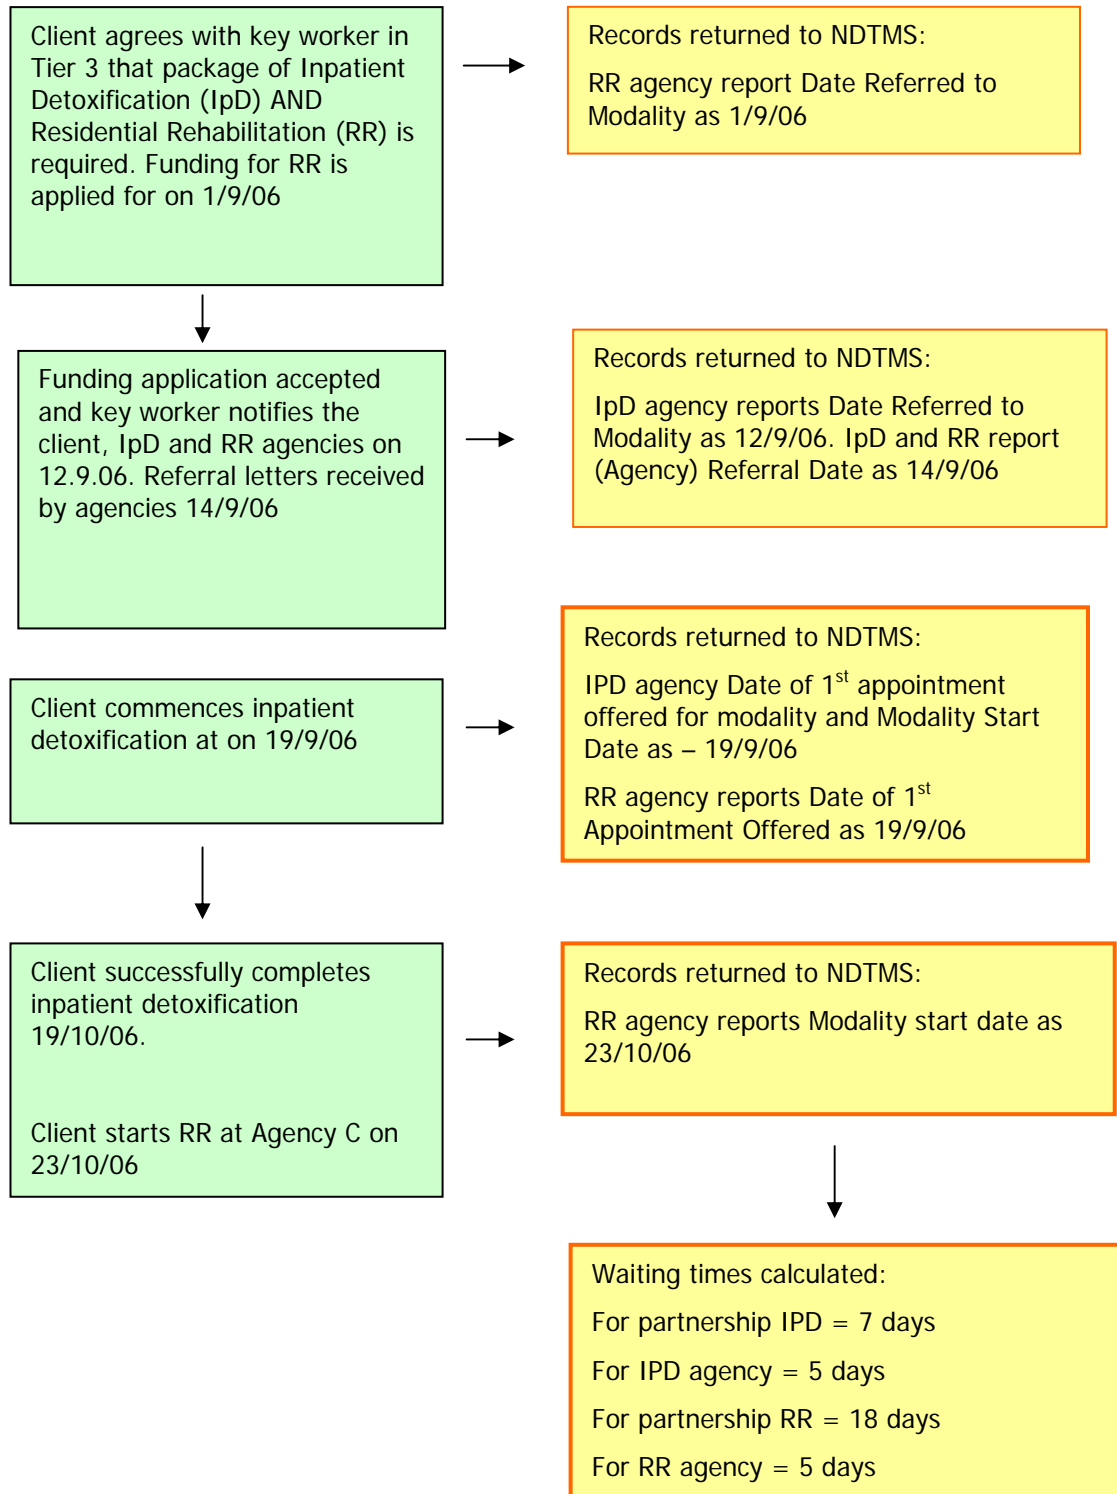 Client agrees with key worker in
Tier 3 that package of Inpatient
Detoxification (IpD) AND
Residential Rehabilitation (RR) is
required. Funding for RR is
applied for on 1/9/06
Records returned to NDTMS:
RR agency report Date Referred to
Modality as 1/9/06
Funding application accepted
and key worker notifies the
client, IpD and RR agencies on
12.9.06. Referral letters received
by agencies 14/9/06
Records returned to NDTMS:
IpD agency reports Date Referred to
Modality as 12/9/06. IpD and RR report
(Agency) Referral Date as 14/9/06
Client commences inpatient
detoxification at on 19/9/06
Records returned to NDTMS:
IPD agency Date of 1st appointment
offered for modality and Modality Start
Date as – 19/9/06
RR agency reports Date of 1st
Appointment Offered as 19/9/06
Client successfully completes
inpatient detoxification
19/10/06.
Client starts RR at Agency C on
23/10/06
Records returned to NDTMS:
RR agency reports Modality start date as
23/10/06
Waiting times calculated:
For partnership IPD = 7 days
For IPD agency = 5 days
For partnership RR = 18 days
For RR agency = 5 days